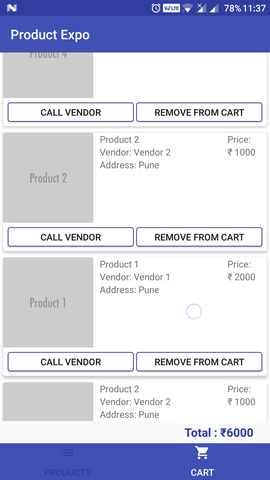 N VoLTE 78% 11:37
Product Expo
4
CALL VENDOR REMOVE FROM CART
Product 2 Price:
Vendor: Vendor 2 ₹ 1000
Address: Pune
Product 2
CALL VENDOR REMOVE FROM CART
Product 1 Price:
Vendor: Vendor 1 ₹ 2000
Address: Pune
Product 1
CALL VENDOR REMOVE FROM CART
Product 2 Price:
Vendor: Vendor 2 ₹ 1000
Address: Pune
Total : ₹6000
PRODUCTS CART